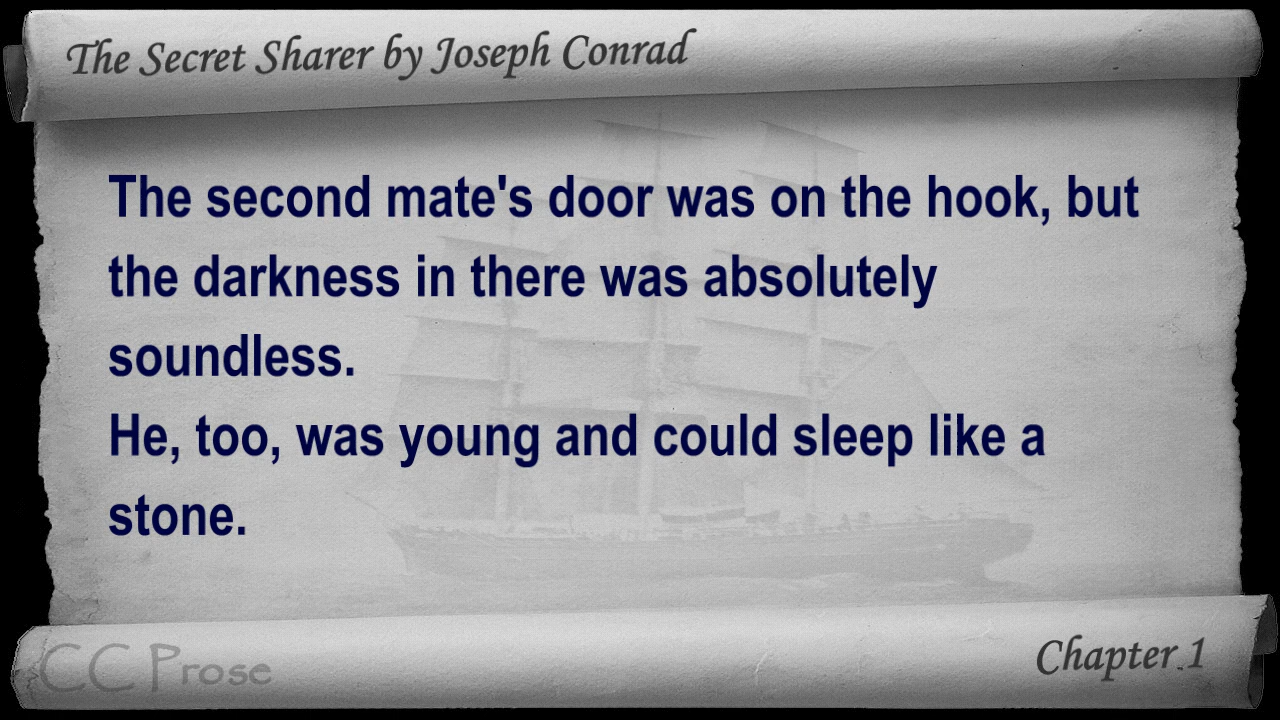 The Secret Sharer by Joseph Conrad
The second mate's door was on the hook, but
the darkness in there was absolutely
soundless.
He, too, was young and could sleep like a
stone.
CC Prose
Chapter 1